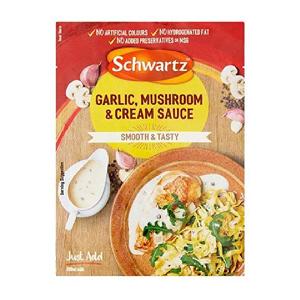 ✓NO ARTIFICIAL COLOURS ✓NO HYDROGENATED FAT
✓NO ADDED PRESERVATIVES or MSG
Schwartz
GARLIC, MUSHROOM
& CREAM SAUCE
SMOOTH & TASTY
Serving Suggestion
Just Add